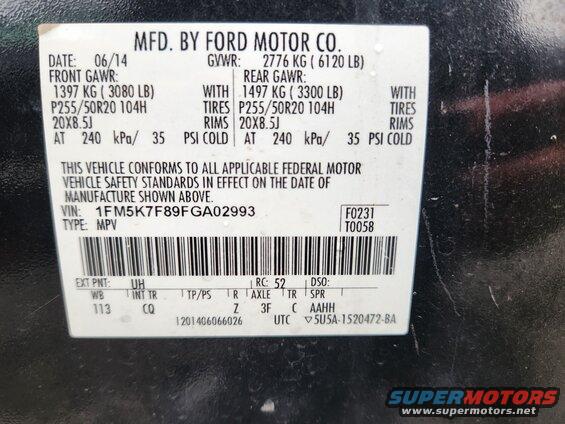 MFD. BY FORD MOTOR CO.
DATE: 06/14 GVWR: 2776 KG ( 6120 LB)
FRONT GAWR: REAR GAWR:
1397 KG ( 3080 LB) WITH 1497 KG ( 3300 LB) WITH
P255/50R20 104H TIRES P255/50R20 104H TIRES
20X8.5J RIMS 20X8.5J RIMS
AT 240 kPa/ 35 PSI COLD AT 240 kPa/ 35 PSI COLD
THIS VEHICLE CONFORMS TO ALL APPLICABLE FEDERAL MOTOR
VEHICLE SAFETY STANDARDS IN EFFECT ON THE DATE OF
MANUFACTURE SHOWN ABOVE.
VIN: 1FM5K7F89FGA02993 F0231
TYPE: MPV T0058
EXT PNT: UH RC: 52 DSO:
WB INT TR TP/PS R AXLE TR SPR
113 CQ Z 3F C AAHH
1201406066026 UTC ▽5U5A-1520472-BA
SUPERMOTORS
www.supermotors.net